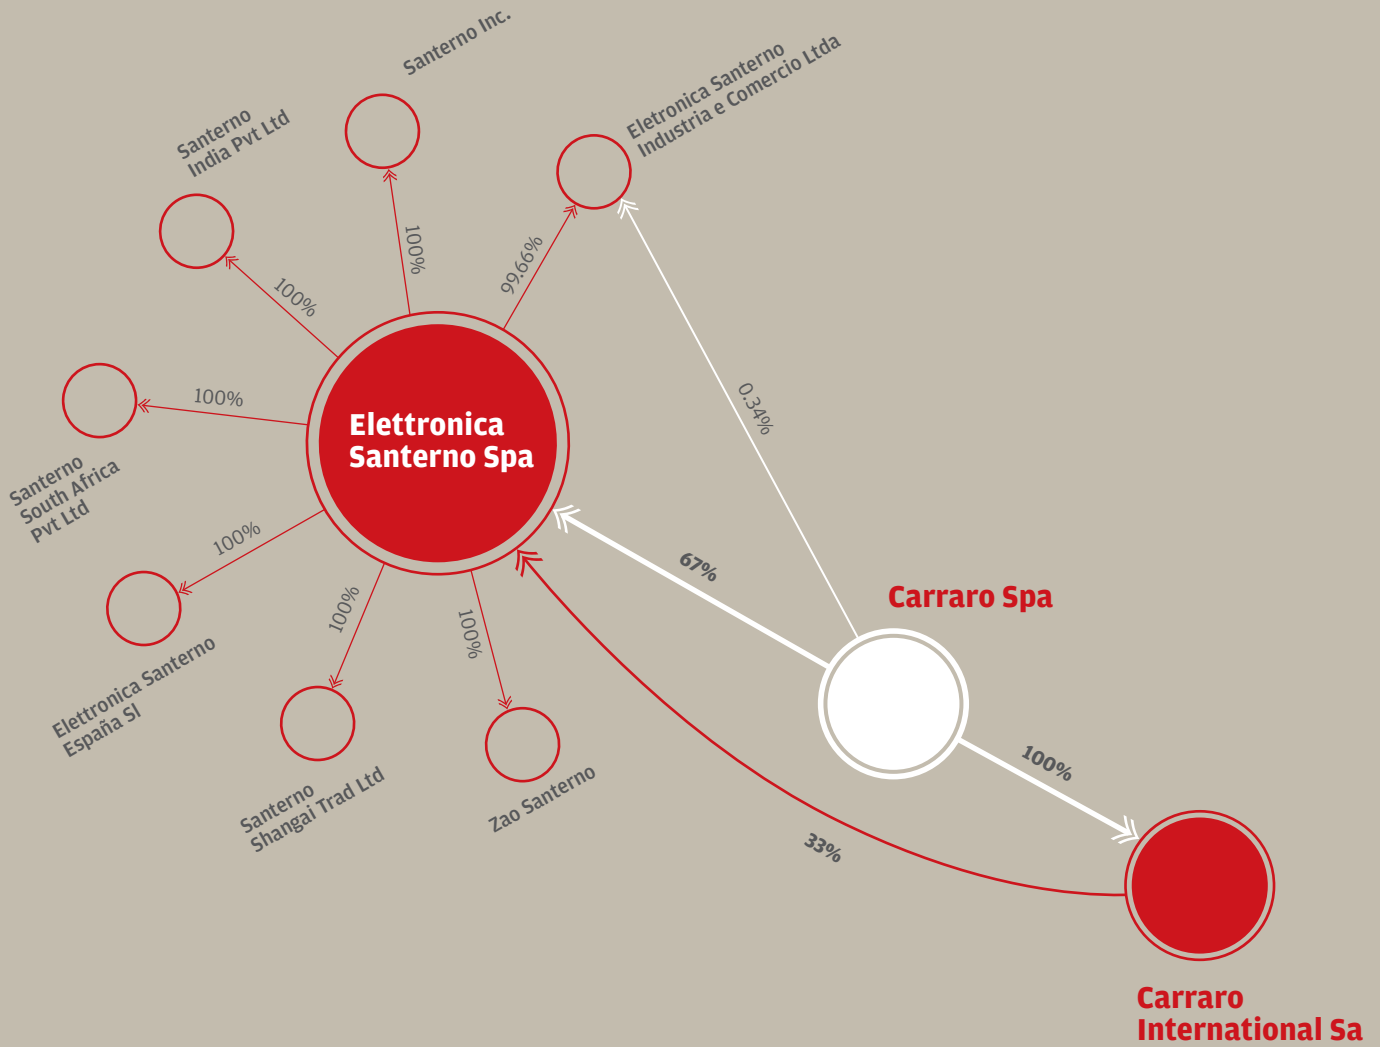 Santerno Inc.
Eletronica Santerno
Industria e Comercio Ltda
Santerno
India Pvt Ltd
100%
99.66%
100%
100%
0.34%
Elettronica
Santerno Spa
Santerno
South Africa
Pvt Ltd
100%
67%
Carraro Spa
100%
100%
Elettronica Santerno
España Sl
100%
Santerno
Shangai Trad Ltd
Zao Santerno
33%
Carraro
International Sa